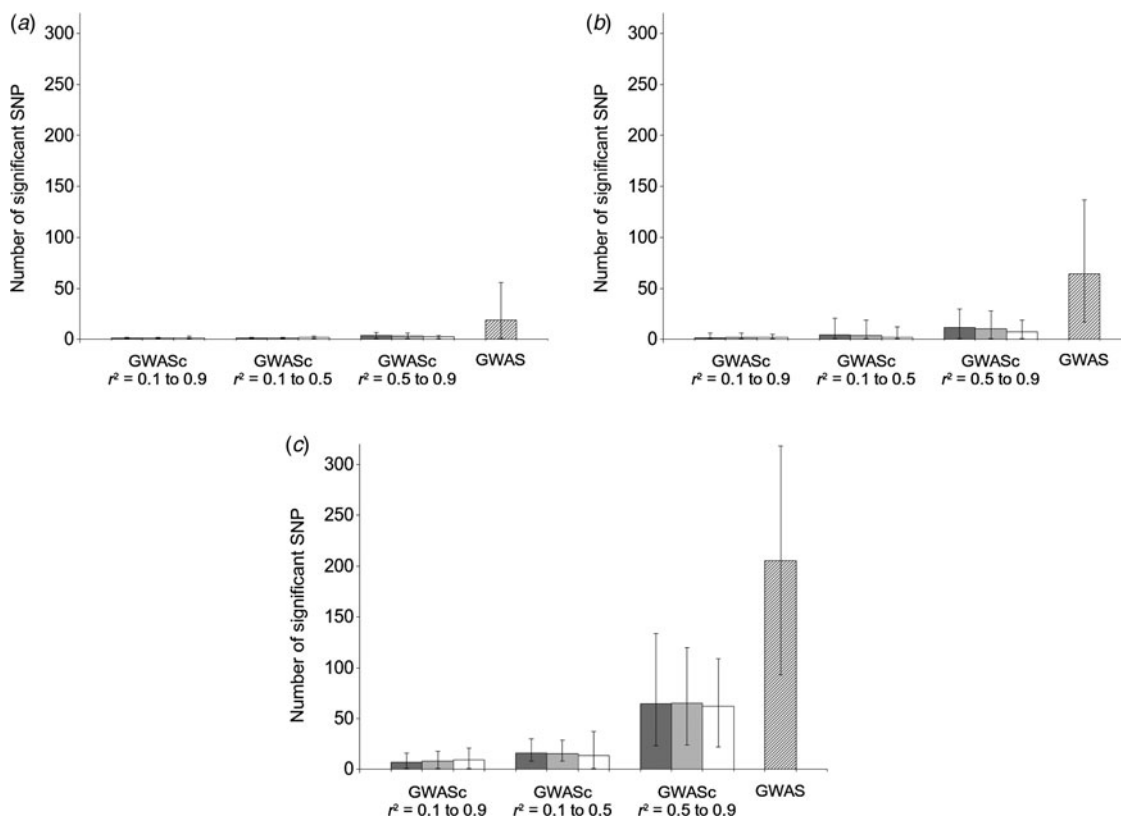 (a)
Number of significant SNP
300
250
200
150
100
50
0
GWASc
r² = 0.1 to 0.9
GWASc
r² = 0.1 to 0.5
GWASc
r² = 0.5 to 0.9
GWAS
(b)
Number of significant SNP
300
250
200
150
100
50
0
GWASc
r² = 0.1 to 0.9
GWASc
r² = 0.1 to 0.5
GWASc
r² = 0.5 to 0.9
GWAS
(c)
Number of significant SNP
300
250
200
150
100
50
0
GWASc
r² = 0.1 to 0.9
GWASc
r² = 0.1 to 0.5
GWASc
r² = 0.5 to 0.9
GWAS